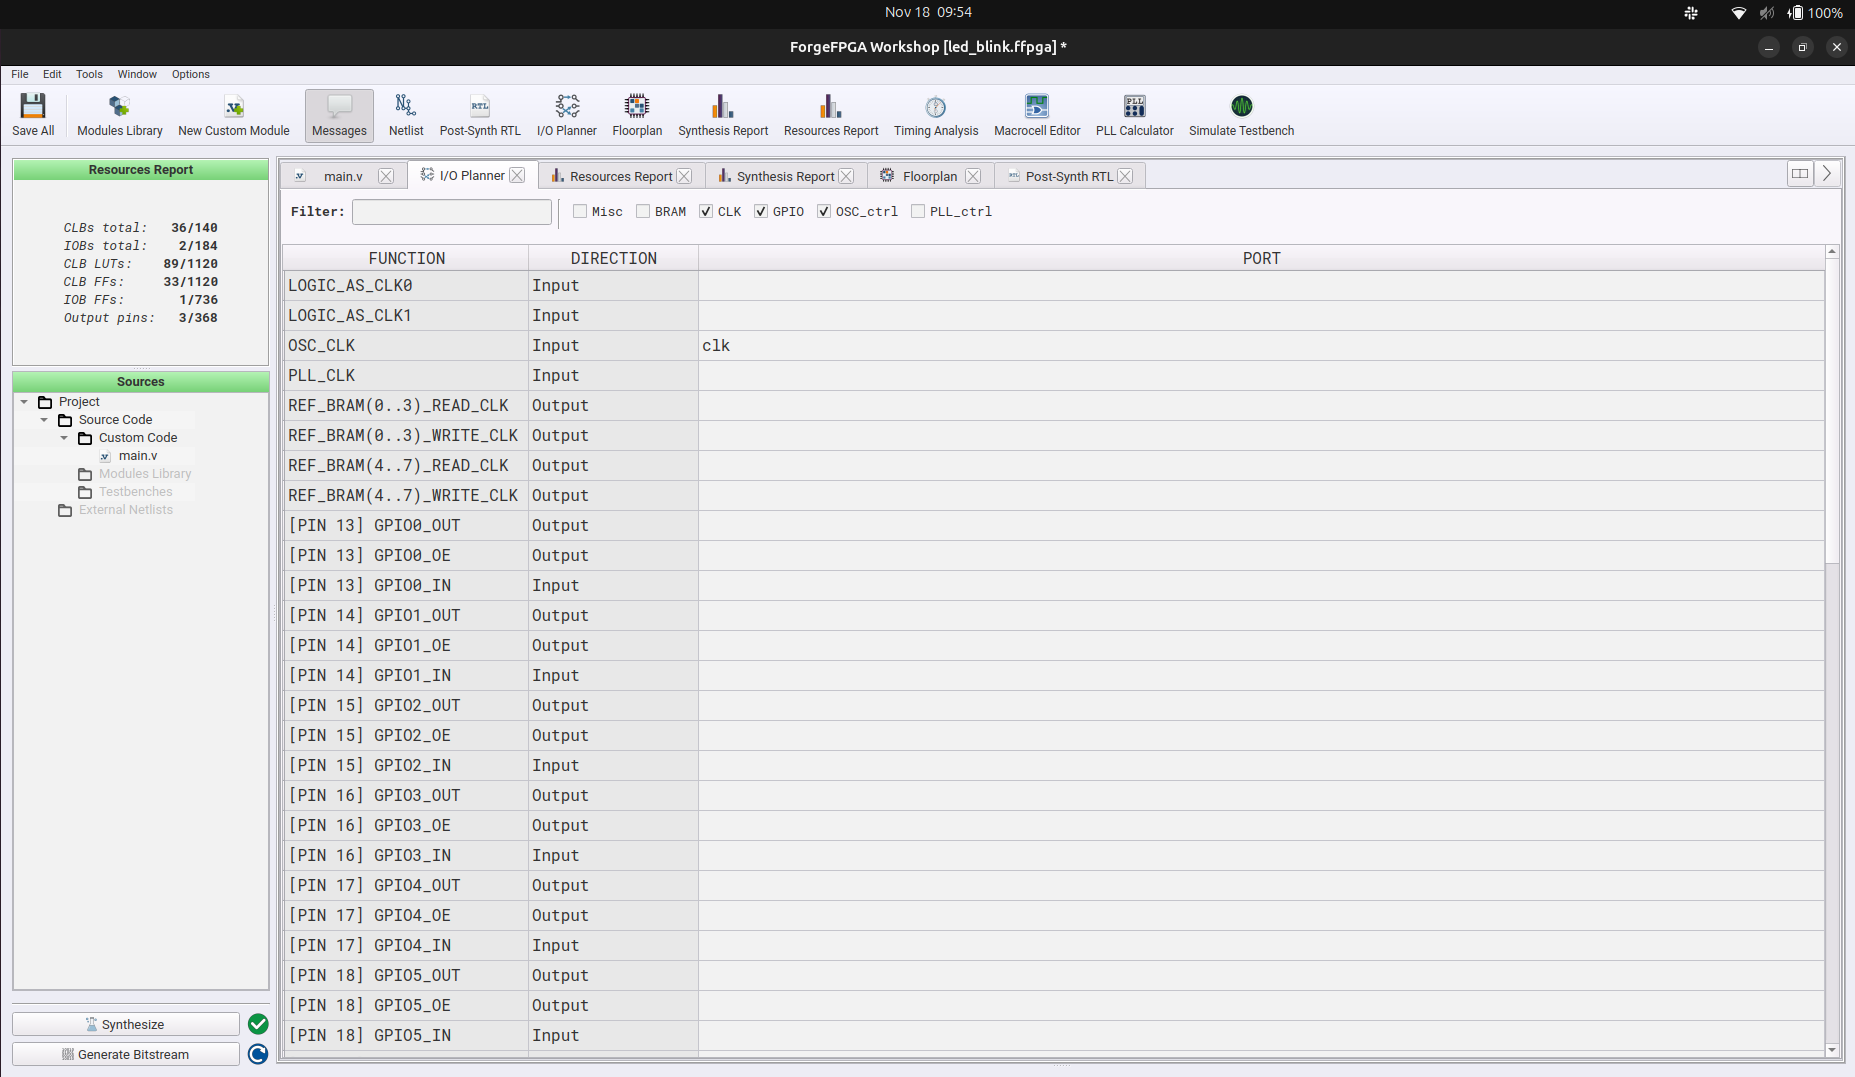 Nov 18 09:54
100%
ForgeFPGA Workshop [led_blink.ffpga] *
File Edit Tools Window Options
Save All Modules Library New Custom Module Messages Netlist Post-Synth RTL I/O Planner Floorplan Synthesis Report Resources Report Timing Analysis Macrocell Editor PLL Calculator Simulate Testbench
Resources Report
CLBs total: 36/140
IOBs total: 2/184
CLB LUTs: 89/1120
CLB FFs: 33/1120
IOB FFs: 1/736
Output pins: 3/368
Sources
Project
Source Code
Custom Code
main.v
Modules Library
Testbenches
External Netlists
Synthesize
Generate Bitstream
main.v I/O Planner Resources Report Synthesis Report Floorplan Post-Synth RTL
Filter: Misc BRAM CLK GPIO OSC_ctrl PLL_ctrl
FUNCTION DIRECTION PORT
LOGIC_AS_CLK0 Input
LOGIC_AS_CLK1 Input
OSC_CLK Input clk
PLL_CLK Input
REF_BRAM(0..3)_READ_CLK Output
REF_BRAM(0..3)_WRITE_CLK Output
REF_BRAM(4..7)_READ_CLK Output
REF_BRAM(4..7)_WRITE_CLK Output
[PIN 13] GPIO0_OUT Output
[PIN 13] GPIO0_OE Output
[PIN 13] GPIO0_IN Input
[PIN 14] GPIO1_OUT Output
[PIN 14] GPIO1_OE Output
[PIN 14] GPIO1_IN Input
[PIN 15] GPIO2_OUT Output
[PIN 15] GPIO2_OE Output
[PIN 15] GPIO2_IN Input
[PIN 16] GPIO3_OUT Output
[PIN 16] GPIO3_OE Output
[PIN 16] GPIO3_IN Input
[PIN 17] GPIO4_OUT Output
[PIN 17] GPIO4_OE Output
[PIN 17] GPIO4_IN Input
[PIN 18] GPIO5_OUT Output
[PIN 18] GPIO5_OE Output
[PIN 18] GPIO5_IN Input